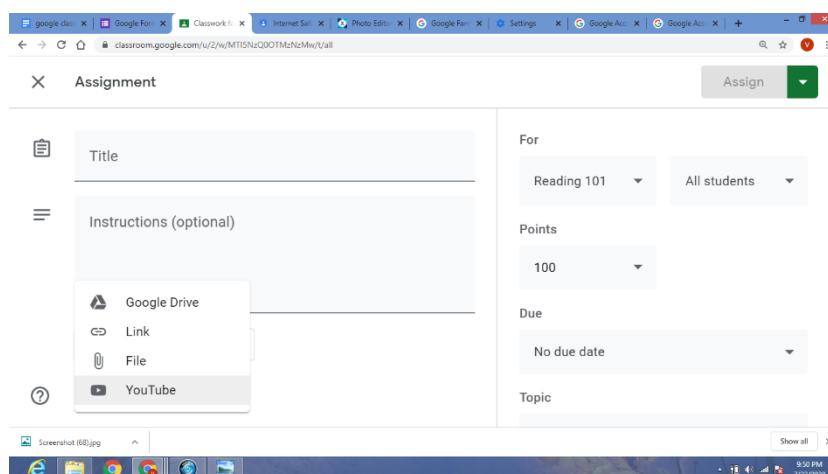 google clas
Google For
Classwork fo
Internet Saf
Photo Edito
Google Fam
Settings
Google Acc
Google Acc
classroom.google.com/u/2/w/MTI5NzQ0OTMzNzMw/t/all
V
Assignment
Assign
Title
Instructions (optional)
Google Drive
Link
File
YouTube
For
Reading 101
All students
Points
100
Due
No due date
Topic
Screenshot (68).jpg
Show all
9:50 PM